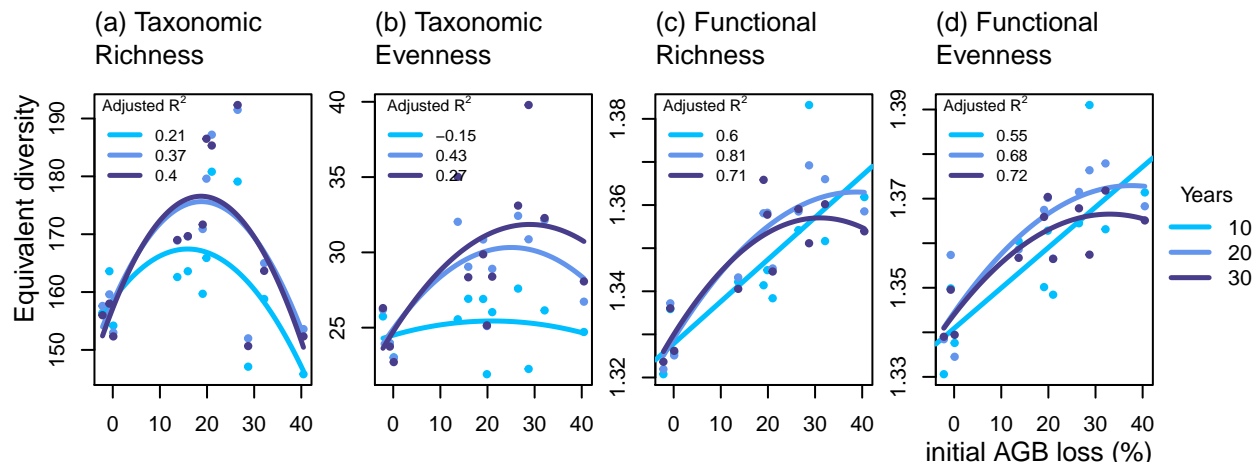 (a) Taxonomic
Richness
(b) Taxonomic
Evenness
(c) Functional
Richness
(d) Functional
Evenness
Equivalent diversity
150 160 170 180 190
Adjusted R²
0.21
0.37
0.4
0 10 20 30 40
25 30 35 40
Adjusted R²
−0.15
0.43
0.27
0 10 20 30 40
1.32 1.34 1.36 1.38
Adjusted R²
0.6
0.81
0.71
0 10 20 30 40
1.33 1.35 1.37 1.39
Adjusted R²
0.55
0.68
0.72
0 10 20 30 40
initial AGB loss (%)
Years
10
20
30